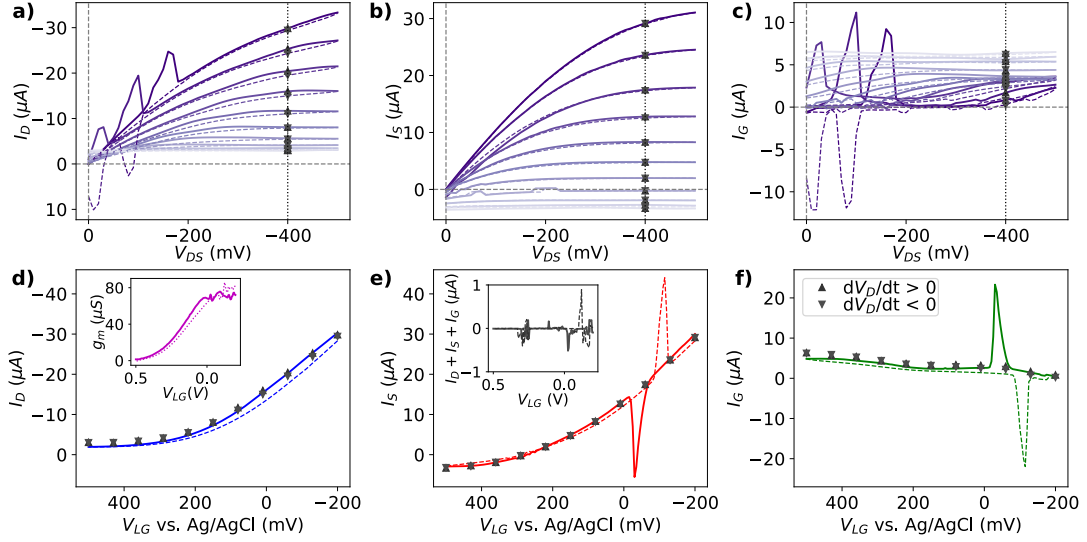 a)
b)
c)
−30
−20
−10
0
10
I_D (μA)
0
−200
−400
V_DS (mV)
30
25
20
15
10
5
0
−5
I_S (μA)
0
−200
−400
V_DS (mV)
10
5
0
−5
−10
I_G (μA)
0
−200
−400
V_DS (mV)
d)
e)
f)
−40
−30
−20
−10
0
I_D (μA)
80
40
0
g_m (μS)
0.5
0.0
V_LG(V)
400
200
0
−200
V_LG vs. Ag/AgCl (mV)
40
30
20
10
0
I_S (μA)
1
0
−1
I_D + I_S + I_G (μA)
0.5
0.0
V_LG (V)
400
200
0
−200
V_LG vs. Ag/AgCl (mV)
20
10
0
−10
−20
I_G (μA)
dV_D/dt > 0
dV_D/dt < 0
400
200
0
−200
V_LG vs. Ag/AgCl (mV)